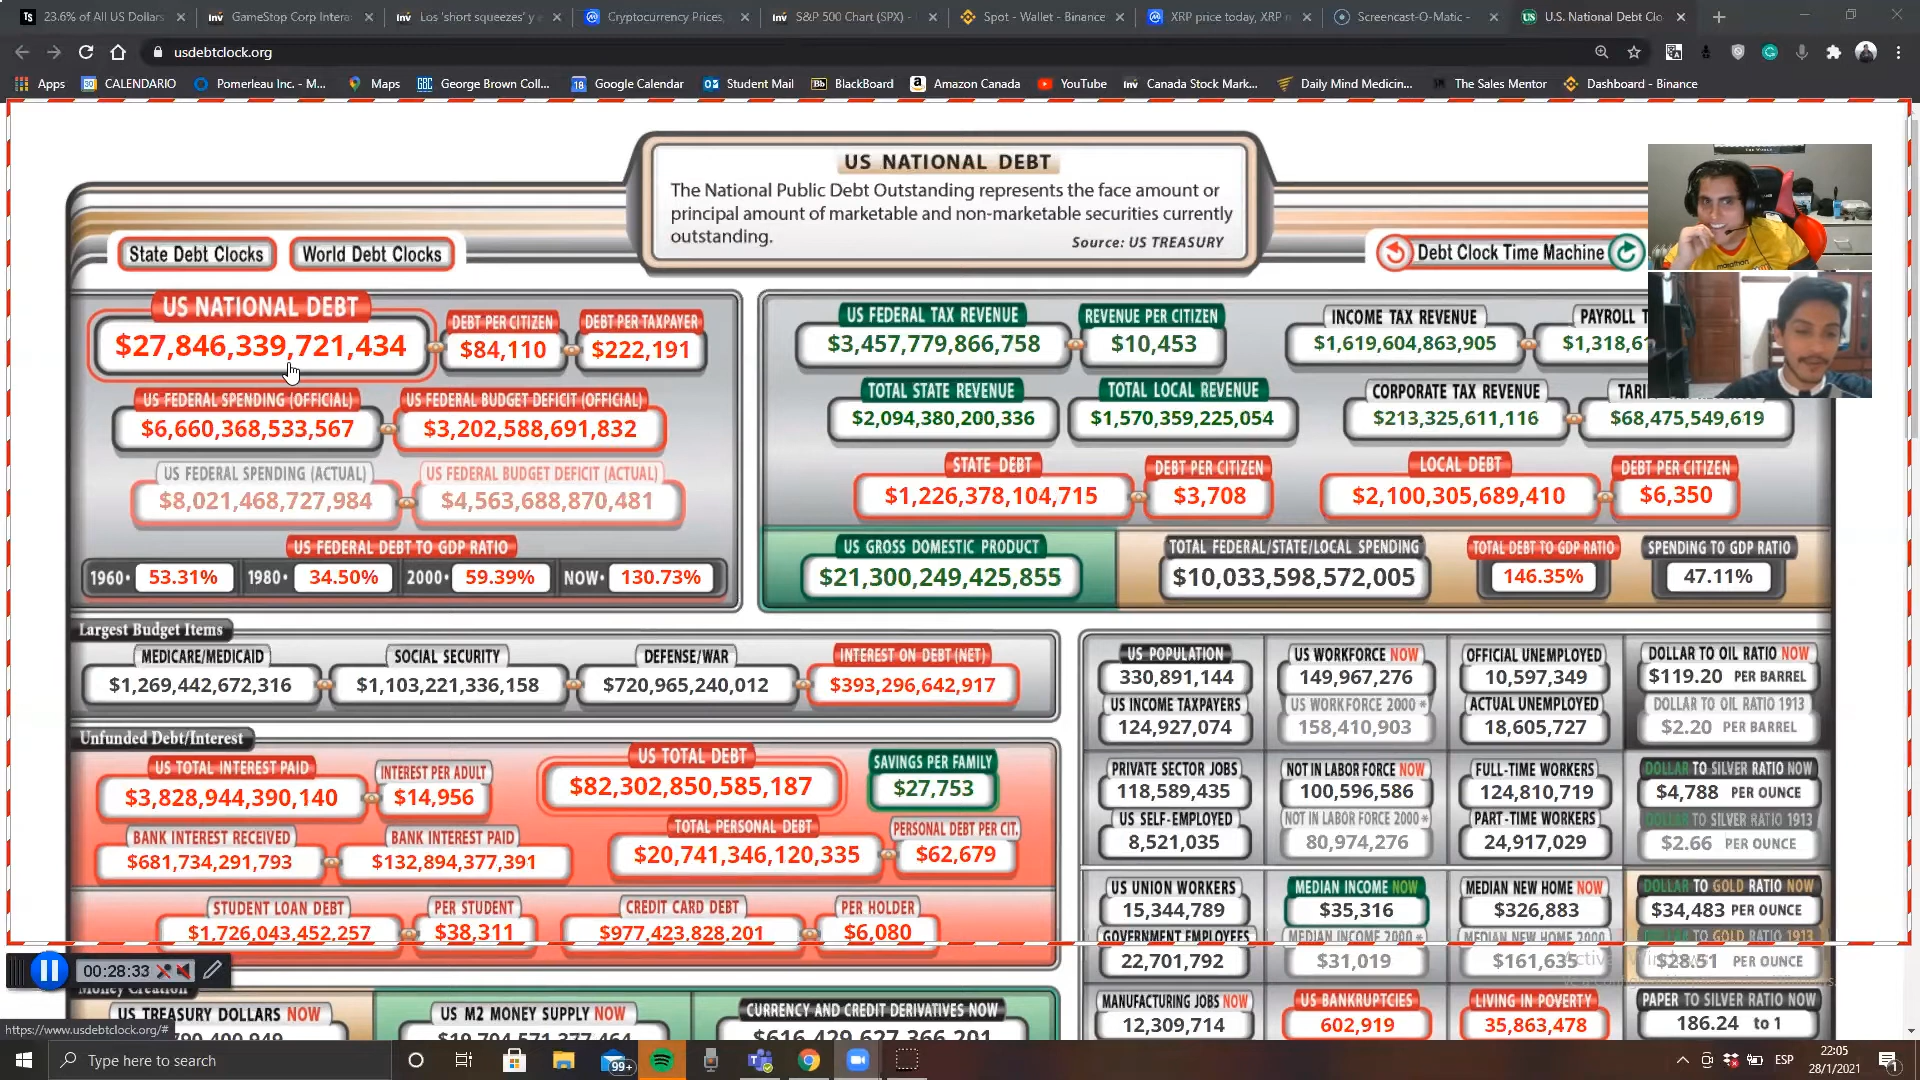 23.6% of All US Dollars
GameStop Corp Intera
Los 'short squeezes' y e
Cryptocurrency Prices,
S&P 500 Chart (SPX) -
Spot - Wallet - Binance
XRP price today, XRP
Screencast-O-Matic -
U.S. National Debt Clo
usdebtclock.org
Apps
CALENDARIO
Pomerleau Inc. - M...
Maps
George Brown Coll...
Google Calendar
Student Mail
BlackBoard
Amazon Canada
YouTube
Canada Stock Mark...
Daily Mind Medicin...
The Sales Mentor
Dashboard - Binance
US NATIONAL DEBT
The National Public Debt Outstanding represents the face amount or
principal amount of marketable and non-marketable securities currently
outstanding.
Source: US TREASURY
State Debt Clocks
World Debt Clocks
Debt Clock Time Machine
US NATIONAL DEBT
$27,846,339,721,434
DEBT PER CITIZEN
$84,110
DEBT PER TAXPAYER
$222,191
US FEDERAL SPENDING (OFFICIAL)
$6,660,368,533,567
US FEDERAL BUDGET DEFICIT (OFFICIAL)
$3,202,588,691,832
US FEDERAL SPENDING (ACTUAL)
$8,021,468,727,984
US FEDERAL BUDGET DEFICIT (ACTUAL)
$4,563,688,870,481
US FEDERAL DEBT TO GDP RATIO
1960• 53.31% 1980• 34.50% 2000• 59.39% NOW• 130.73%
US FEDERAL TAX REVENUE
$3,457,779,866,758
REVENUE PER CITIZEN
$10,453
INCOME TAX REVENUE
$1,619,604,863,905
PAYROLL T
$1,318,61
TOTAL STATE REVENUE
$2,094,380,200,336
TOTAL LOCAL REVENUE
$1,570,359,225,054
CORPORATE TAX REVENUE
$213,325,611,116
TARI
$68,475,549,619
STATE DEBT
$1,226,378,104,715
DEBT PER CITIZEN
$3,708
LOCAL DEBT
$2,100,305,689,410
DEBT PER CITIZEN
$6,350
US GROSS DOMESTIC PRODUCT
$21,300,249,425,855
TOTAL FEDERAL/STATE/LOCAL SPENDING
$10,033,598,572,005
TOTAL DEBT TO GDP RATIO
146.35%
SPENDING TO GDP RATIO
47.11%
Largest Budget Items
MEDICARE/MEDICAID
$1,269,442,672,316
SOCIAL SECURITY
$1,103,221,336,158
DEFENSE/WAR
$720,965,240,012
INTEREST ON DEBT (NET)
$393,296,642,917
Unfunded Debt/Interest
US TOTAL INTEREST PAID
$3,828,944,390,140
INTEREST PER ADULT
$14,956
US TOTAL DEBT
$82,302,850,585,187
SAVINGS PER FAMILY
$27,753
BANK INTEREST RECEIVED
$681,734,291,793
BANK INTEREST PAID
$132,894,377,391
TOTAL PERSONAL DEBT
$20,741,346,120,335
PERSONAL DEBT PER CIT.
$62,679
STUDENT LOAN DEBT
$1,726,043,452,257
PER STUDENT
$38,311
CREDIT CARD DEBT
$977,423,828,201
PER HOLDER
$6,080
US POPULATION
330,891,144
US WORKFORCE NOW
149,967,276
OFFICIAL UNEMPLOYED
10,597,349
DOLLAR TO OIL RATIO NOW
$119.20 PER BARREL
US INCOME TAXPAYERS
124,927,074
US WORKFORCE 2000 *
158,410,903
ACTUAL UNEMPLOYED
18,605,727
DOLLAR TO OIL RATIO 1913
$2.20 PER BARREL
PRIVATE SECTOR JOBS
118,589,435
NOT IN LABOR FORCE NOW
100,596,586
FULL-TIME WORKERS
124,810,719
DOLLAR TO SILVER RATIO NOW
$4,788 PER OUNCE
US SELF-EMPLOYED
8,521,035
NOT IN LABOR FORCE 2000 *
80,974,276
PART-TIME WORKERS
24,917,029
DOLLAR TO SILVER RATIO 1913
$2.66 PER OUNCE
US UNION WORKERS
15,344,789
MEDIAN INCOME NOW
$35,316
MEDIAN NEW HOME NOW
$326,883
DOLLAR TO GOLD RATIO NOW
$34,483 PER OUNCE
GOVERNMENT EMPLOYEES
22,701,792
MEDIAN INCOME 2000 *
$31,019
MEDIAN NEW HOME 2000
$161,635
DOLLAR TO GOLD RATIO 1913
$28.51 PER OUNCE
MANUFACTURING JOBS NOW
12,309,714
US BANKRUPTCIES
602,919
LIVING IN POVERTY
35,863,478
PAPER TO SILVER RATIO NOW
186.24 to 1
00:28:33
Money Creation
US TREASURY DOLLARS NOW
US M2 MONEY SUPPLY NOW
$19,794,571,377,464
CURRENCY AND CREDIT DERIVATIVES NOW
$616,429,627,366,201
https://www.usdebtclock.org/#
Type here to search
99+
ESP
22:05
28/1/2021